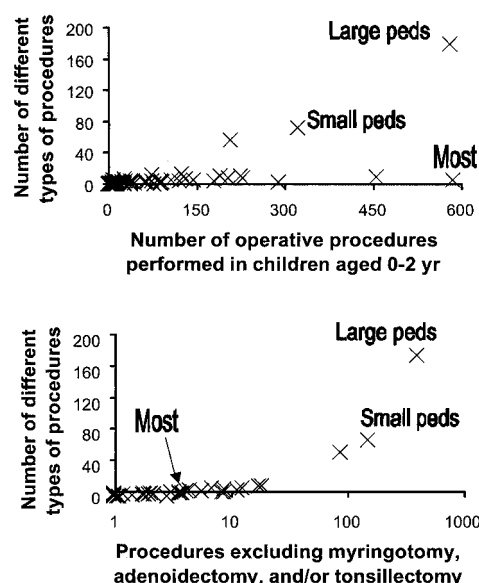 Number of different
types of procedures
200
160
120
80
40
0
Large peds
Small peds
Most
0
150
300
450
600
Number of operative procedures
performed in children aged 0-2 yr
Number of different
types of procedures
200
160
120
80
40
0
Large peds
Small peds
Most
1
10
100
1000
Procedures excluding myringotomy,
adenoidectomy, and/or tonsillectomy